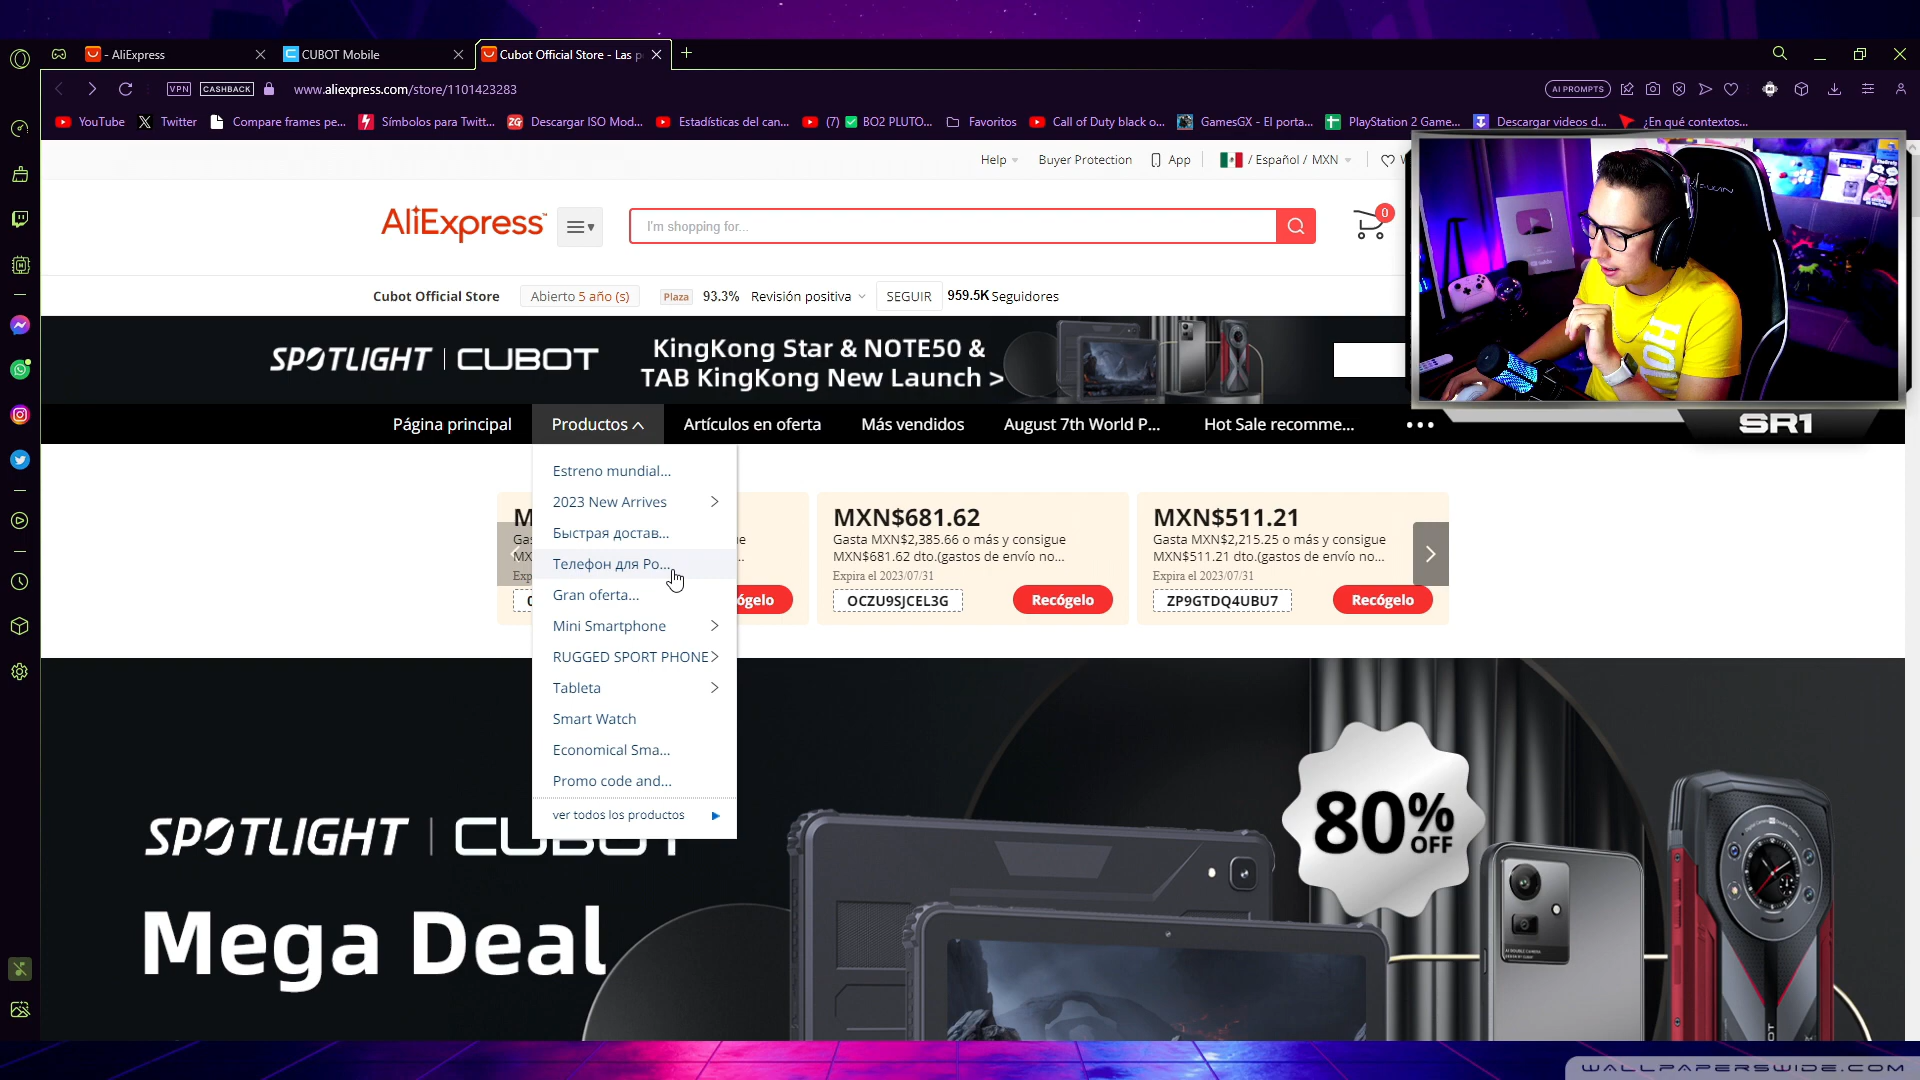 - AliExpress
CUBOT Mobile
Cubot Official Store - Las p
VPN
CASHBACK
www.aliexpress.com/store/1101423283
AI PROMPTS
YouTube
Twitter
Compare frames pe...
Símbolos para Twitt...
Descargar ISO Mod...
Estadísticas del can...
(7) ✅ BO2 PLUTO...
Favoritos
Call of Duty black o...
GamesGX - El porta...
PlayStation 2 Game...
Descargar videos d...
¿En qué contextos...
Help
Buyer Protection
App
/ Español / MXN
AliExpress
I'm shopping for...
0
Cubot Official Store
Abierto 5 año (s)
Plaza
93.3% Revisión positiva
SEGUIR
959.5K Seguidores
SPOTLIGHT | CUBOT
KingKong Star & NOTE50 &
TAB KingKong New Launch >
SR1
Página principal
Productos
Artículos en oferta
Más vendidos
August 7th World P...
Hot Sale recomme...
Estreno mundial...
2023 New Arrives
Быстрая достав...
Телефон для Ро...
Gran oferta...
Mini Smartphone
RUGGED SPORT PHONE
Tableta
Smart Watch
Economical Sma...
Promo code and...
ver todos los productos
MXN$681.62
Gasta MXN$2,385.66 o más y consigue
MXN$681.62 dto.(gastos de envío no...
Expira el 2023/07/31
OCZU9SJCEL3G
Recógelo
MXN$511.21
Gasta MXN$2,215.25 o más y consigue
MXN$511.21 dto.(gastos de envío no...
Expira el 2023/07/31
ZP9GTDQ4UBU7
Recógelo
SPOTLIGHT | CUBOT
Mega Deal
80% OFF
WALLPAPERSWIDE.COM